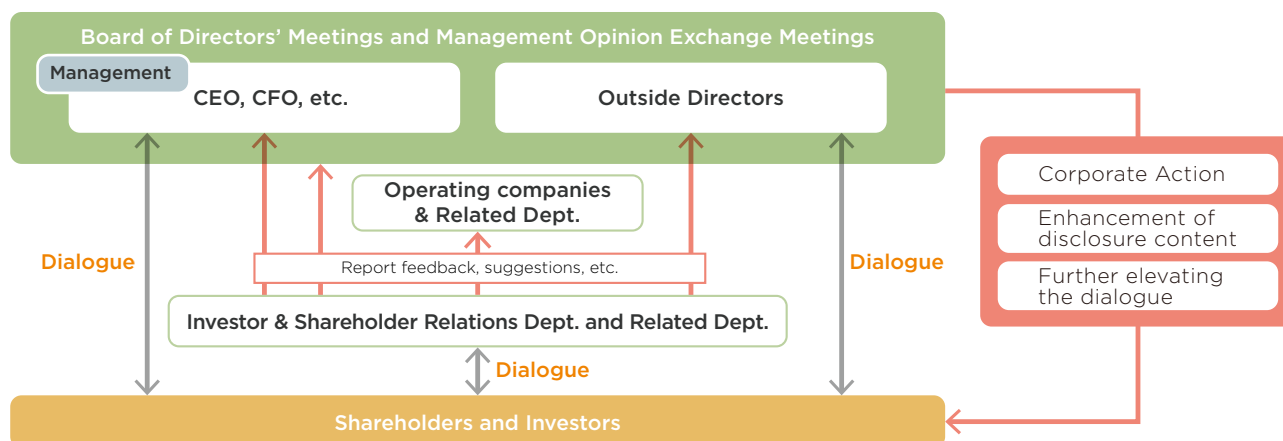 Board of Directors’ Meetings and Management Opinion Exchange Meetings
Management
CEO, CFO, etc.
Outside Directors
Operating companies
& Related Dept.
Dialogue
Report feedback, suggestions, etc.
Dialogue
Investor & Shareholder Relations Dept. and Related Dept.
Dialogue
Shareholders and Investors
Corporate Action
Enhancement of
disclosure content
Further elevating
the dialogue